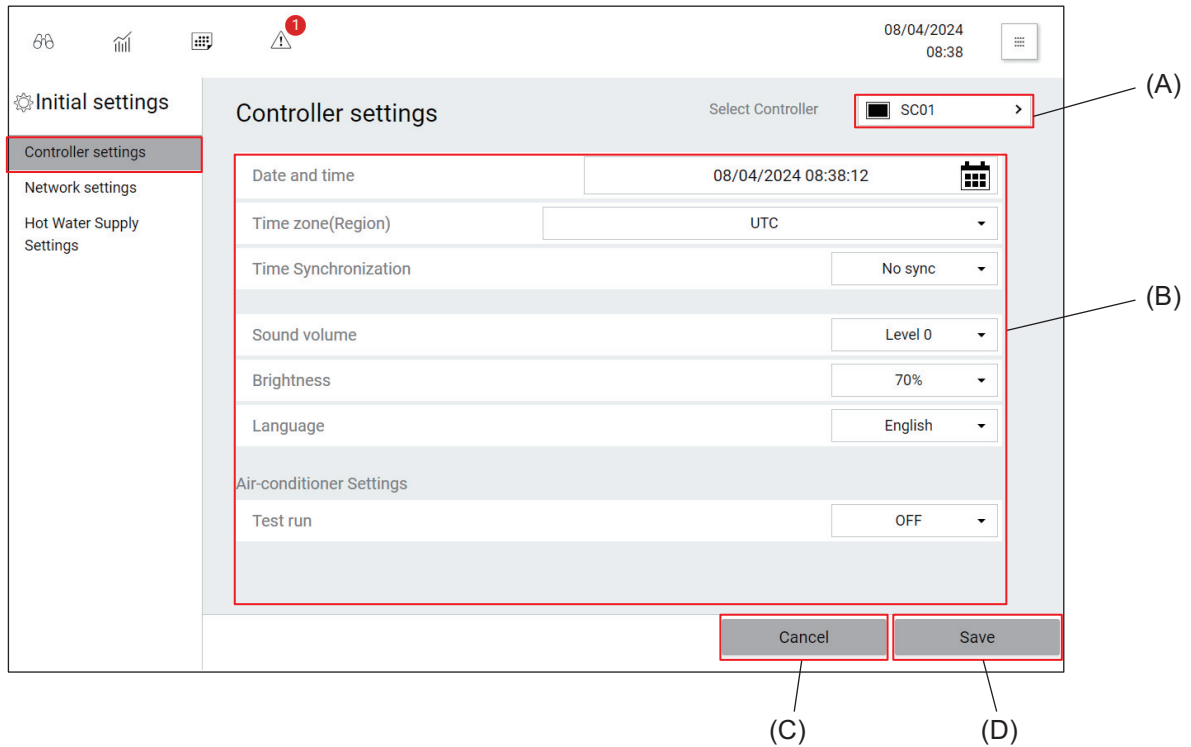 1
08/04/2024
08:38
Initial settings
Controller settings
Network settings
Hot Water Supply
Settings
Controller settings
Select Controller
SC01
(A)
Date and time
08/04/2024 08:38:12
Time zone(Region)
UTC
Time Synchronization
No sync
(B)
Sound volume
Level 0
Brightness
70%
Language
English
Air-conditioner Settings
Test run
OFF
Cancel
Save
(C)
(D)